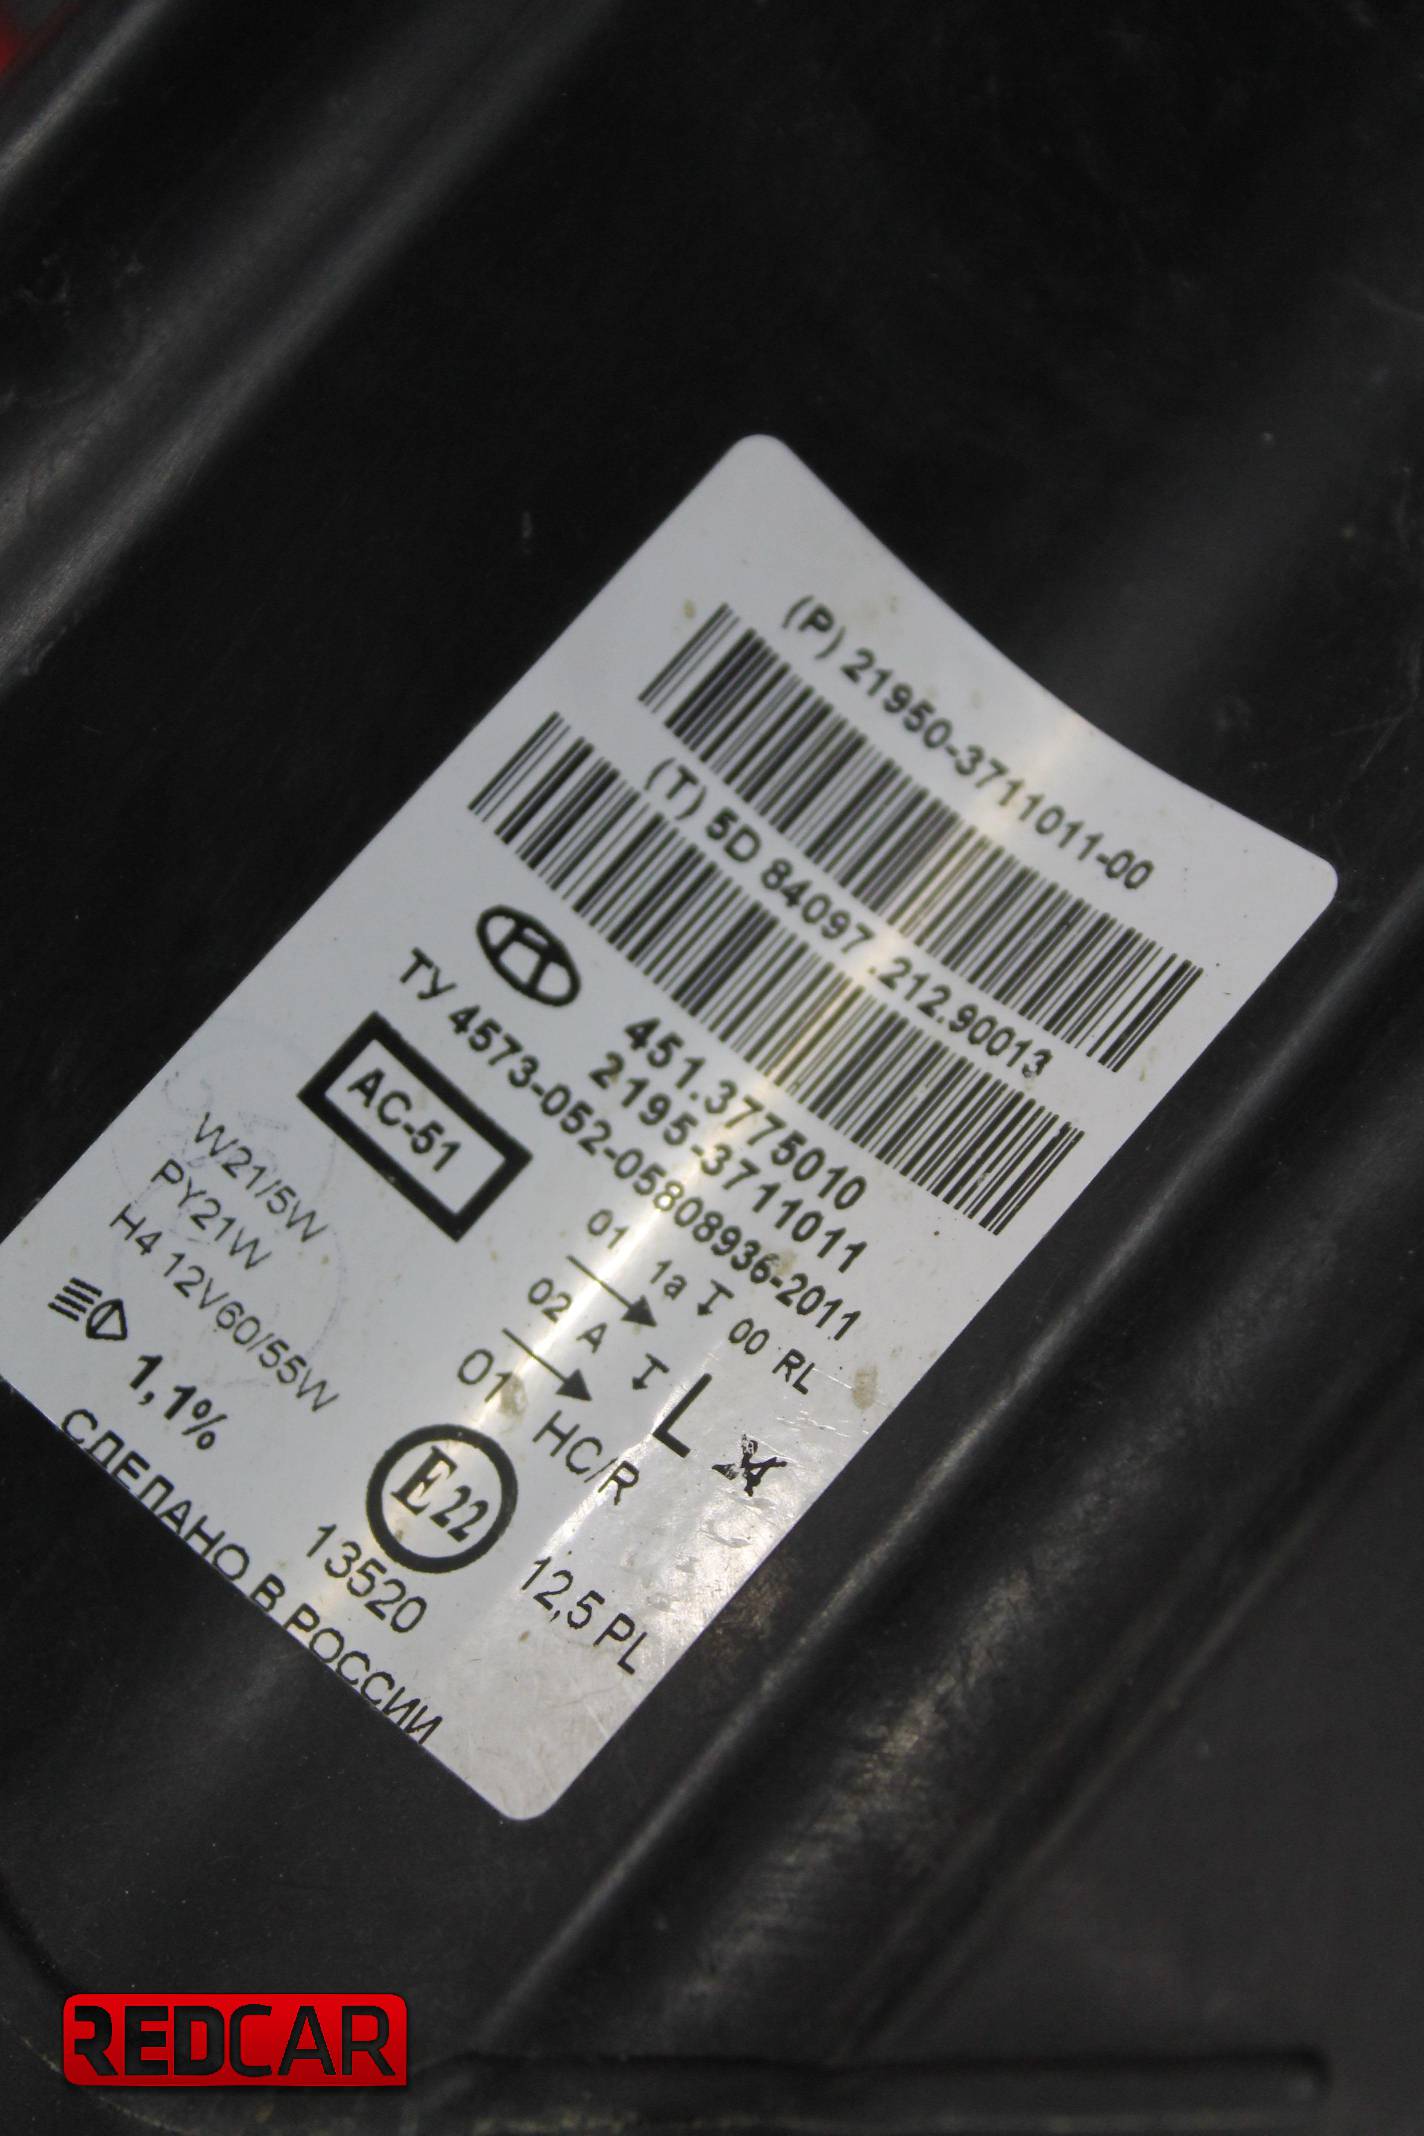 (P) 21950-3711011-00
(T) 5D 84097.212.90013
451.3775010
2195-3711011
ТУ 4573-052-05808936-2011
AC-51
01 1a 00 RL
02 A
W21/5W
PY21W
H4 12V60/55W
01 HC/R L
1,1%
E22
12,5 PL
13520
СДЕЛАНО В РОССИИ
REDCAR